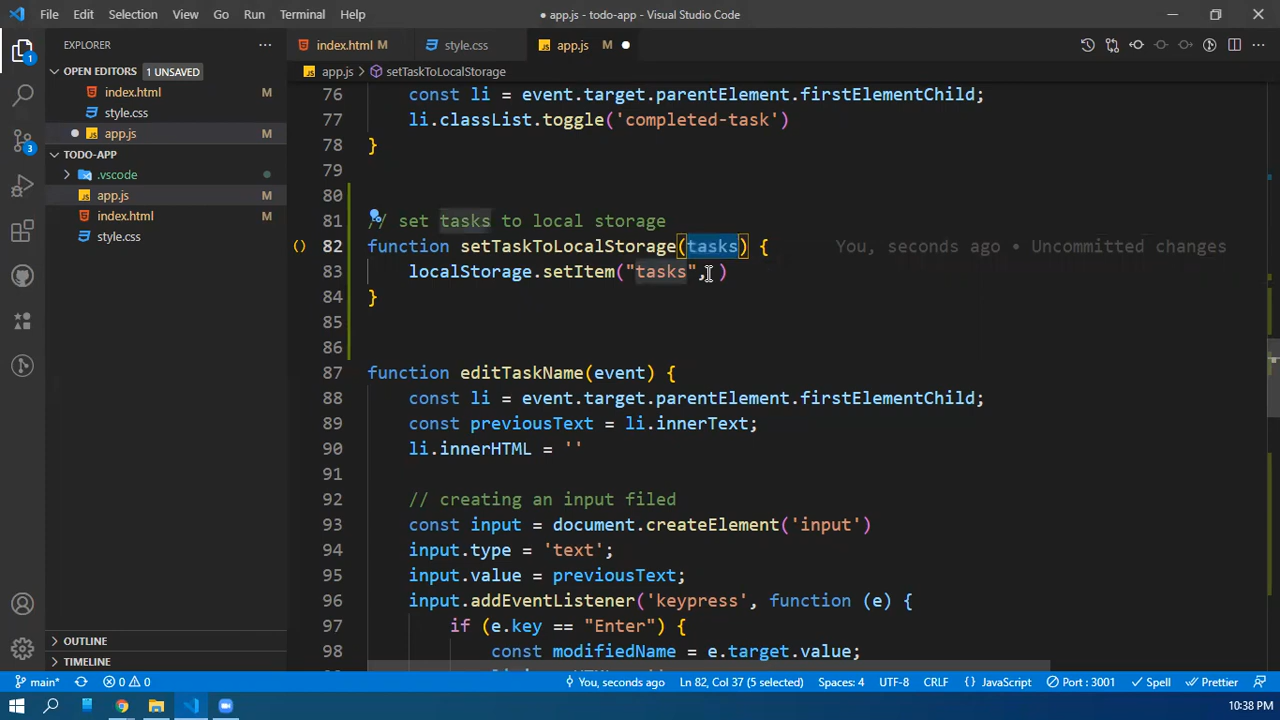 File Edit Selection View Go Run Terminal Help
● app.js - todo-app - Visual Studio Code
EXPLORER
index.html M
style.css
app.js M
OPEN EDITORS 1 UNSAVED
index.html M
style.css
app.js M
TODO-APP
.vscode
app.js M
index.html M
style.css
OUTLINE
TIMELINE
1
3
app.js > setTaskToLocalStorage
76 const li = event.target.parentElement.firstElementChild;
77 li.classList.toggle('completed-task')
78 }
79
80
81 // set tasks to local storage
82 function setTaskToLocalStorage(tasks) { You, seconds ago • Uncommitted changes
83 localStorage.setItem("tasks", )
84 }
85
86
87 function editTaskName(event) {
88 const li = event.target.parentElement.firstElementChild;
89 const previousText = li.innerText;
90 li.innerHTML = ''
91
92 // creating an input filed
93 const input = document.createElement('input')
94 input.type = 'text';
95 input.value = previousText;
96 input.addEventListener('keypress', function (e) {
97 if (e.key == "Enter") {
98 const modifiedName = e.target.value;
main* 0 0 You, seconds ago Ln 82, Col 37 (5 selected) Spaces: 4 UTF-8 CRLF JavaScript Port : 3001 Spell Prettier
10:38 PM